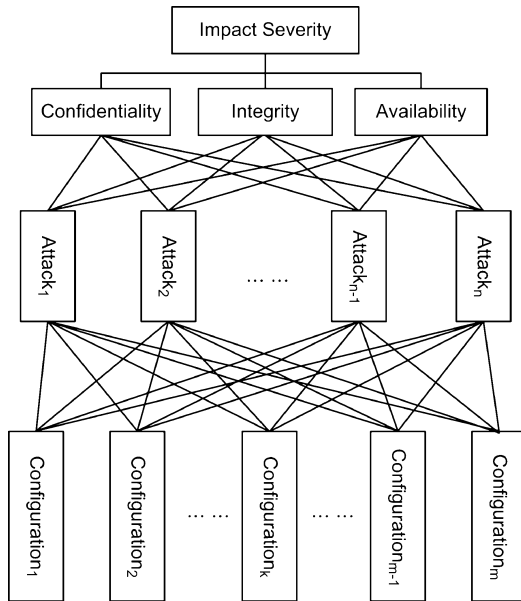 Impact Severity
Confidentiality
Integrity
Availability
Attack₁
Attack₂
... ...
Attackₙ₋₁
Attackₙ
Configuration₁
Configuration₂
... ...
Configurationₖ
... ...
Configurationₘ₋₁
Configurationₘ